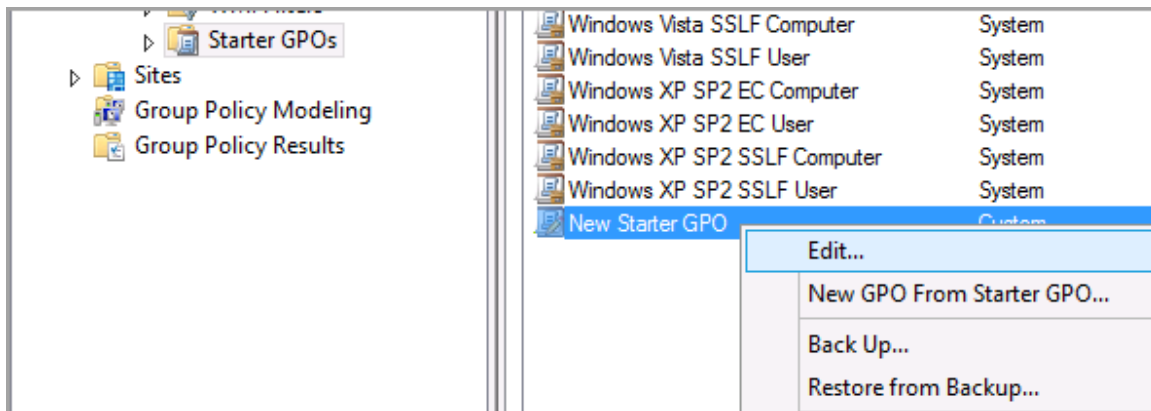 Starter GPOs
Sites
Group Policy Modeling
Group Policy Results
Windows Vista SSLF Computer System
Windows Vista SSLF User System
Windows XP SP2 EC Computer System
Windows XP SP2 EC User System
Windows XP SP2 SSLF Computer System
Windows XP SP2 SSLF User System
New Starter GPO Custom
Edit...
New GPO From Starter GPO...
Back Up...
Restore from Backup...